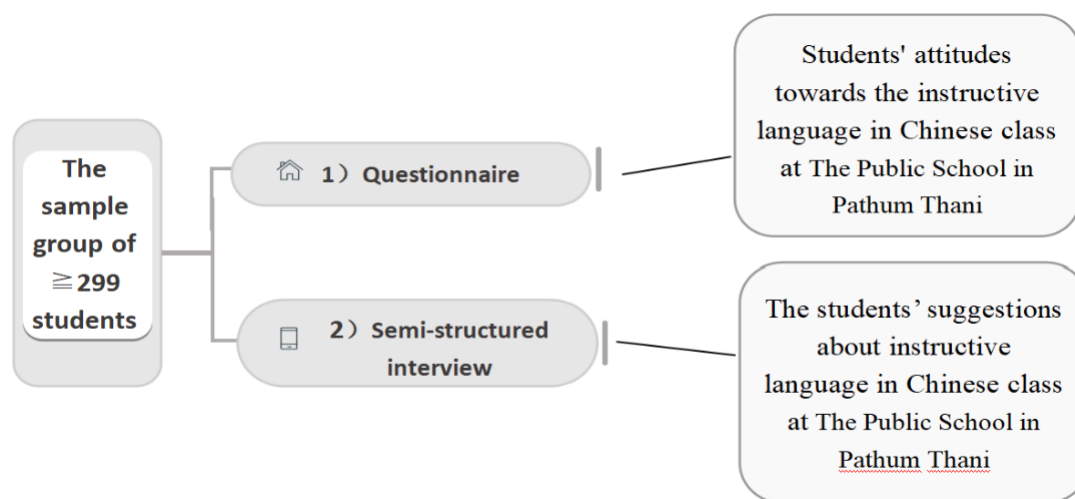 The
sample
group of
≧299
students
1）Questionnaire
2）Semi-structured
interview
Students' attitudes
towards the instructive
language in Chinese class
at The Public School in
Pathum Thani
The students’ suggestions
about instructive
language in Chinese class
at The Public School in
Pathum Thani